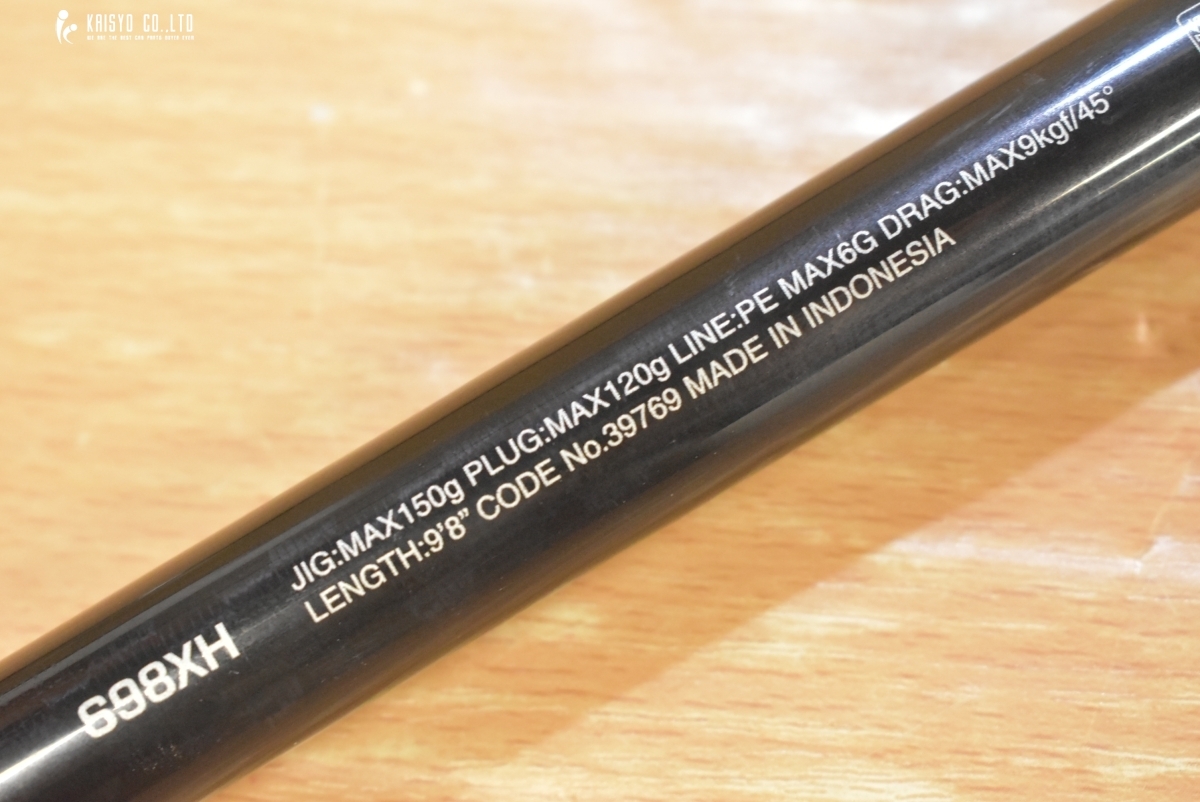 KAISYO CO.,LTD
JIG:MAX150g PLUG:MAX120g LINE:PE MAX6G DRAG:MAX9kgf/45°
LENGTH:9'8" CODE No.39769 MADE IN INDONESIA
698XH